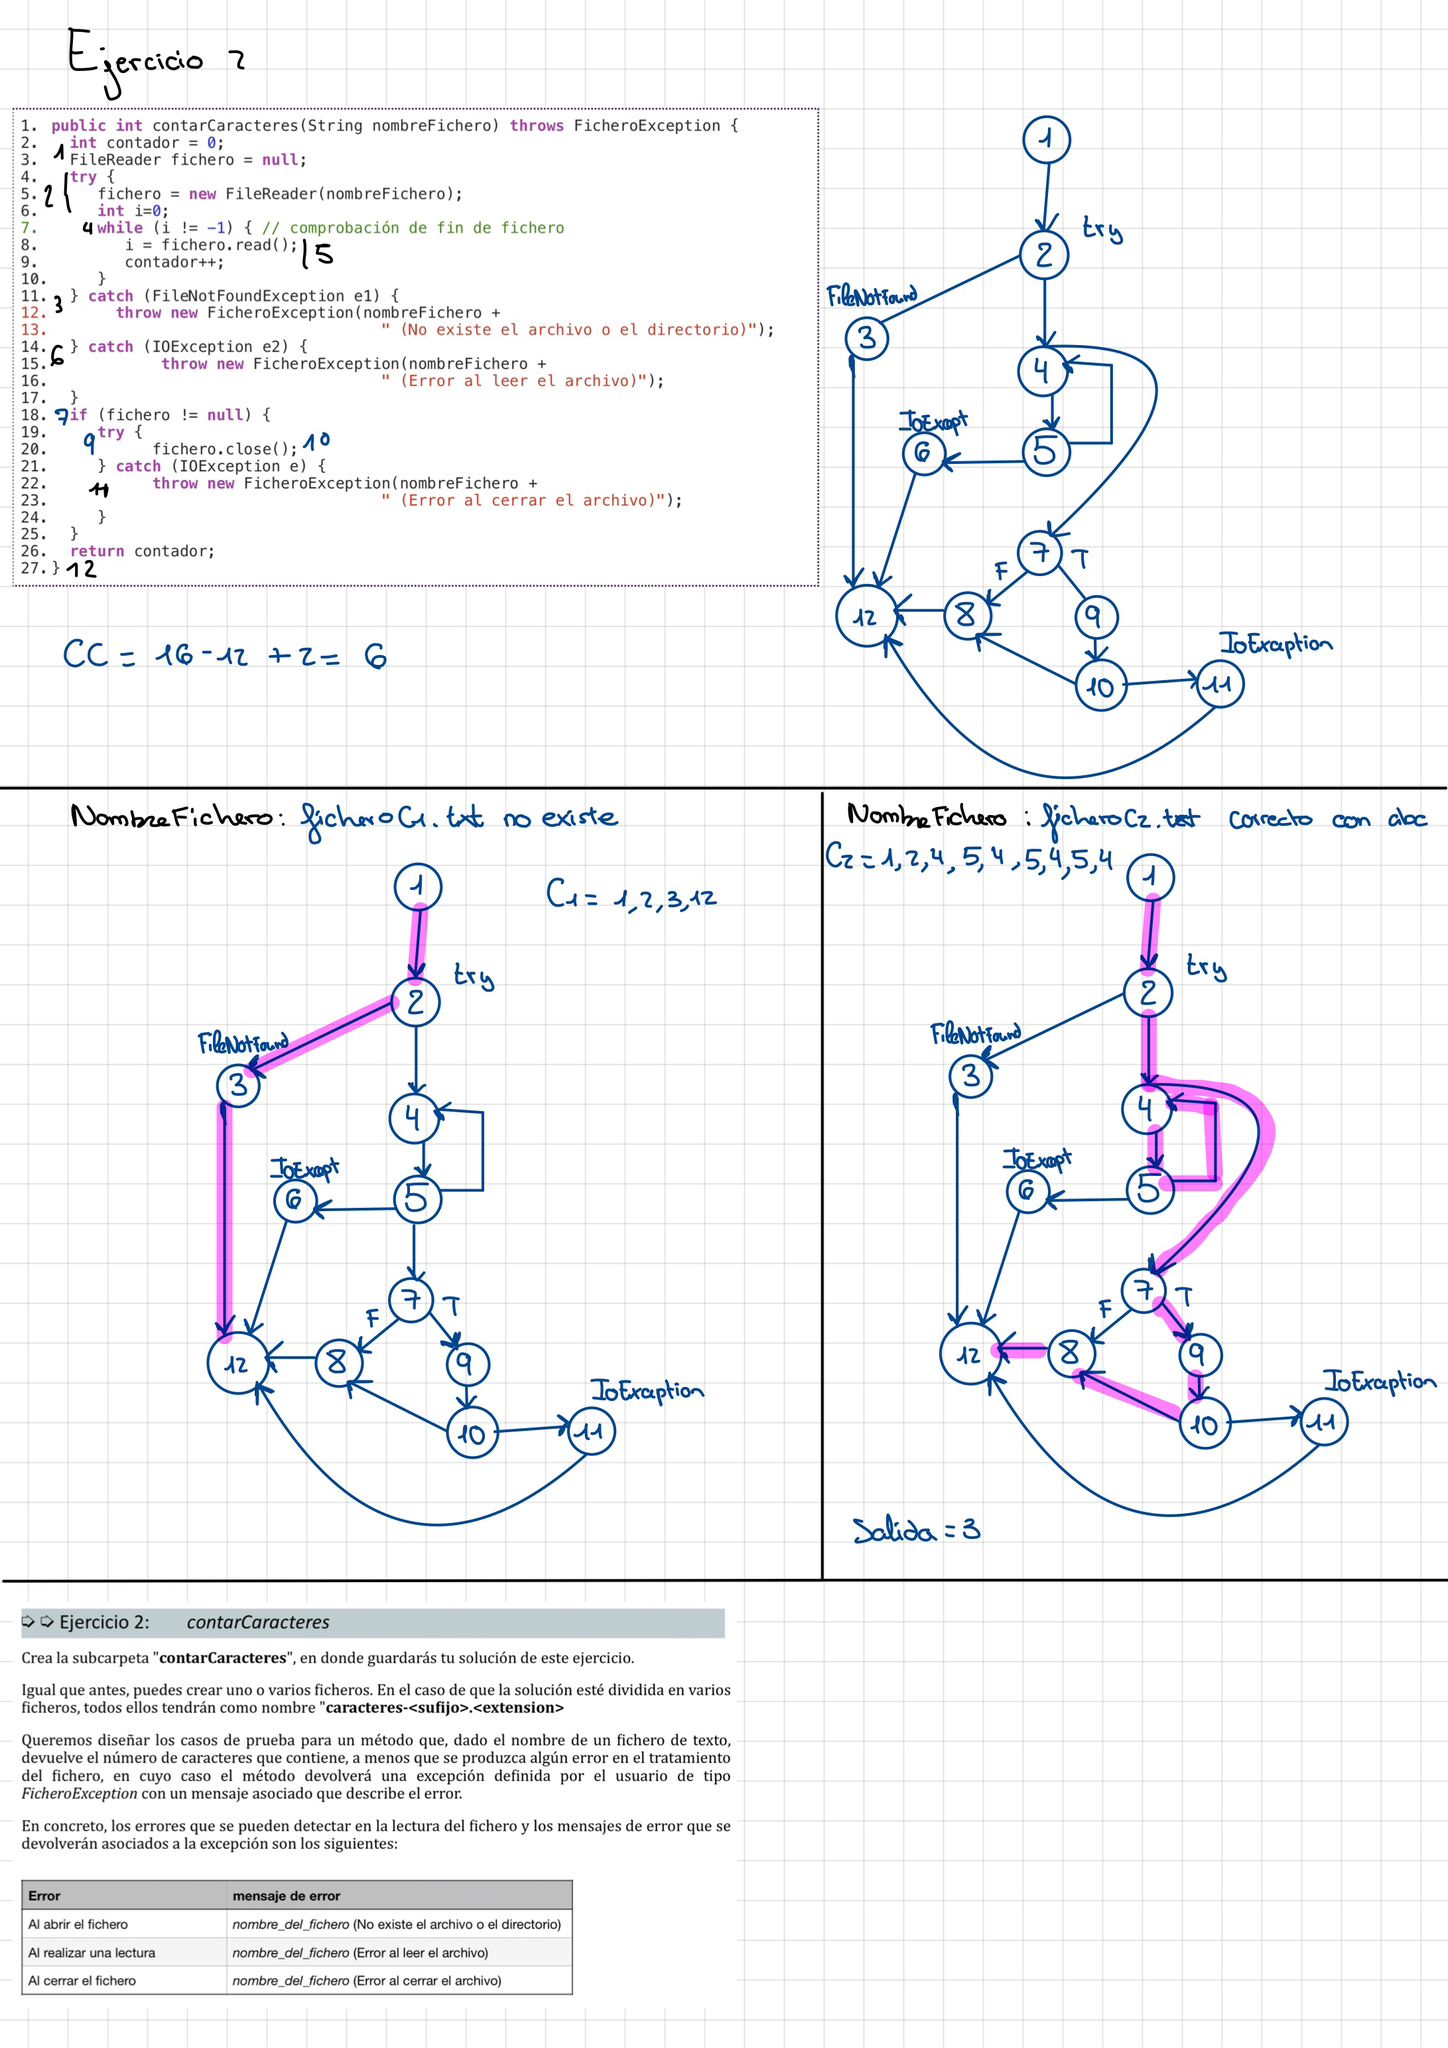 Ejercicio 2
1. public int contarCaracteres(String nombreFichero) throws FicheroException {
2. int contador = 0;
1
3. FileReader fichero = null;
4. try {
5. fichero = new FileReader(nombreFichero);
2
6. int i=0;
7. 4 while (i != -1) { // comprobación de fin de fichero
8. i = fichero.read(); 5
9. contador++;
10. }
11. } catch (FileNotFoundException e1) {
3
12. throw new FicheroException(nombreFichero +
13. " (No existe el archivo o el directorio)");
14. } catch (IOException e2) {
6
15. throw new FicheroException(nombreFichero +
16. " (Error al leer el archivo)");
17. }
18. 7 if (fichero != null) {
19. try {
9
20. fichero.close(); 10
21. } catch (IOException e) {
22. throw new FicheroException(nombreFichero +
11
23. " (Error al cerrar el archivo)");
24. }
25. }
26. return contador;
27. } 12
CC = 16 - 12 + 2 = 6
1
try
2
FileNotFound
3
4
IoExcept
6
5
7
F
T
12
8
9
IoExcaption
10
11
NombreFichero: ficheroC1.txt no existe
C1 = 1, 2, 3, 12
1
try
2
FileNotFound
3
4
IoExcept
6
5
7
F
T
12
8
9
IoExcaption
10
11
NombreFichero: ficheroC2.txt correcto con abc
C2 = 1, 2, 4, 5, 4, 5, 4, 5, 4
1
try
2
FileNotFound
3
4
IoExcept
6
5
7
F
T
12
8
9
IoExcaption
10
11
Salida = 3
➩ ➩ Ejercicio 2: contarCaracteres
Crea la subcarpeta "contarCaracteres", en donde guardarás tu solución de este ejercicio.
Igual que antes, puedes crear uno o varios ficheros. En el caso de que la solución esté dividida en varios
ficheros, todos ellos tendrán como nombre "caracteres-<sufijo>.<extension>
Queremos diseñar los casos de prueba para un método que, dado el nombre de un fichero de texto,
devuelve el número de caracteres que contiene, a menos que se produzca algún error en el tratamiento
del fichero, en cuyo caso el método devolverá una excepción definida por el usuario de tipo
FicheroException con un mensaje asociado que describe el error.
En concreto, los errores que se pueden detectar en la lectura del fichero y los mensajes de error que se
devolverán asociados a la excepción son los siguientes:
Error mensaje de error
Al abrir el fichero nombre_del_fichero (No existe el archivo o el directorio)
Al realizar una lectura nombre_del_fichero (Error al leer el archivo)
Al cerrar el fichero nombre_del_fichero (Error al cerrar el archivo)